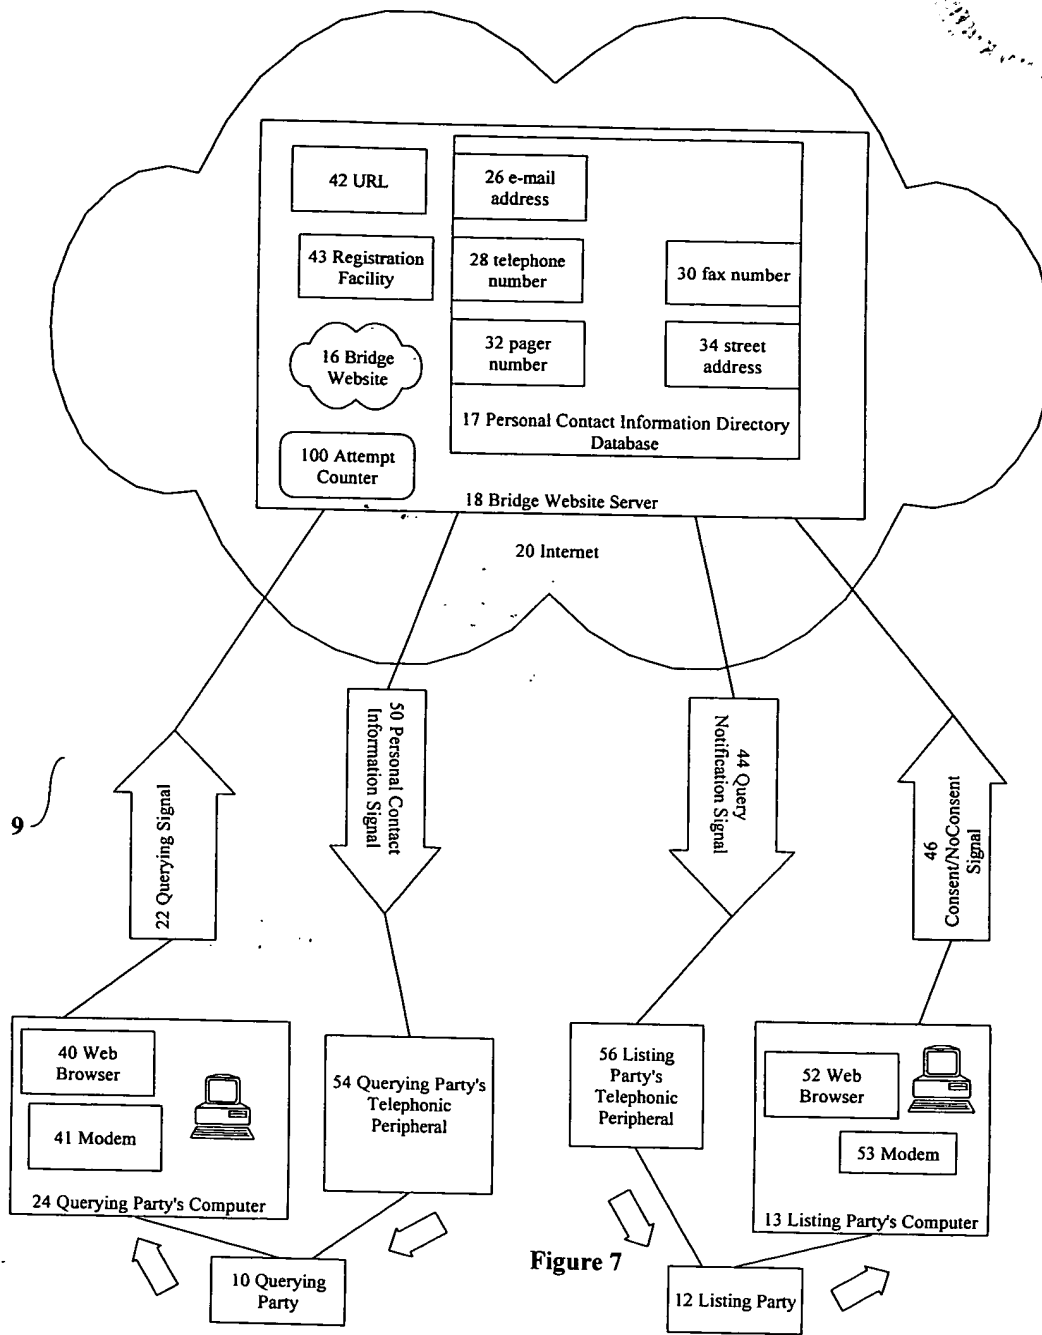 42 URL
26 e-mail
address
43 Registration
Facility
28 telephone
number
30 fax number
16 Bridge
Website
32 pager
number
34 street
address
17 Personal Contact Information Directory
Database
100 Attempt
Counter
18 Bridge Website Server
20 Internet
9
22 Querying Signal
50 Personal Contact
Information Signal
44 Query
Notification Signal
46
Consent/NoConsent
Signal
40 Web
Browser
41 Modem
24 Querying Party's Computer
54 Querying Party's
Telephonic
Peripheral
56 Listing
Party's
Telephonic
Peripheral
52 Web
Browser
53 Modem
13 Listing Party's Computer
10 Querying
Party
Figure 7
12 Listing Party